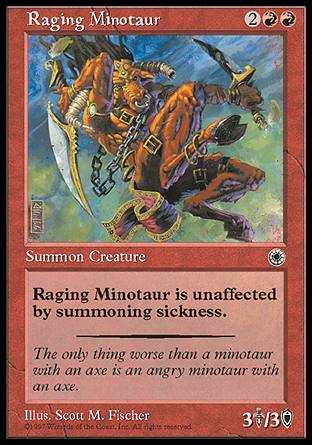 Raging Minotaur 2
Summon Creature
Raging Minotaur is unaffected
by summoning sickness.
The only thing worse than a minotaur
with an axe is an angry minotaur with
an axe.
Illus. Scott M. Fischer
©1997 Wizards of the Coast, Inc. All rights reserved.
3/3